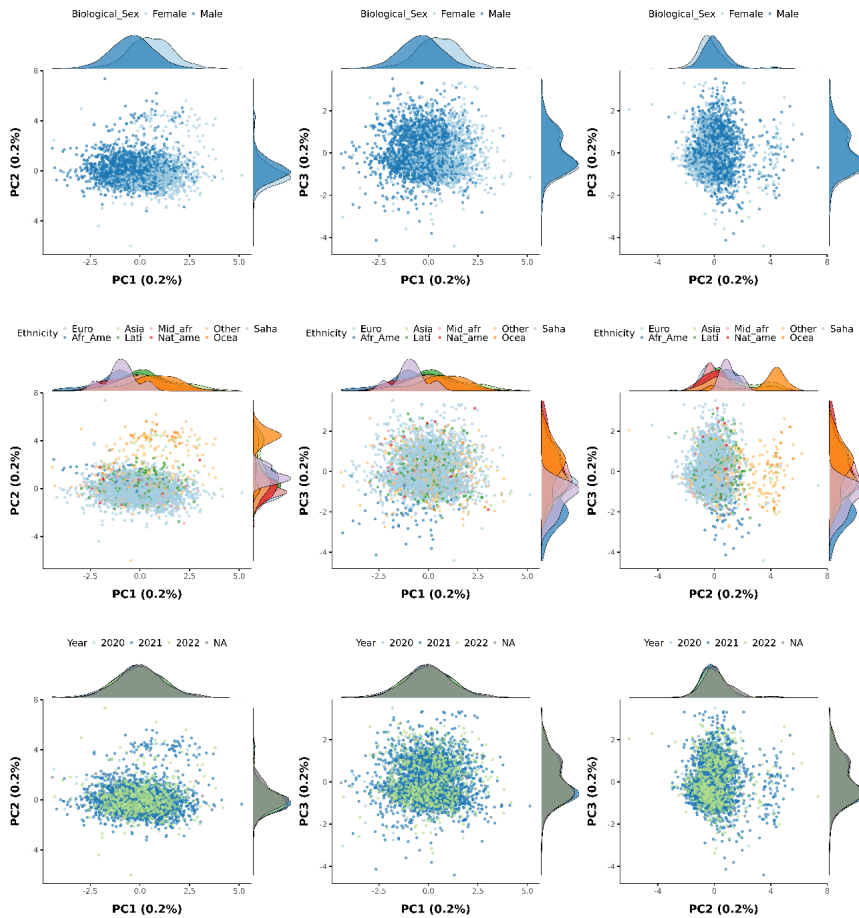 Biological_Sex Female Male
Biological_Sex Female Male
Biological_Sex Female Male
8
4
0
4
PC2 (0.2%)
-2.5 0.0 2.5 5.0
PC1 (0.2%)
2
0
-2
-4
PC3 (0.2%)
-2.5 0.0 2.5 5.0
PC1 (0.2%)
2
0
-2
-4
PC3 (0.2%)
-4 0 4 8
PC2 (0.2%)
Ethnicity Euro Asia Mid_afr Other Saha
Afr_Ame Lati Nat_ame Ocea
Ethnicity Euro Asia Mid_afr Other Saha
Afr_Ame Lati Nat_ame Ocea
Ethnicity Euro Asia Mid_afr Other Saha
Afr_Ame Lati Nat_ame Ocea
8
4
0
-4
PC2 (0.2%)
-2.5 0.0 2.5 5.0
PC1 (0.2%)
2
0
-2
-4
PC3 (0.2%)
-2.5 0.0 2.5 5.0
PC1 (0.2%)
2
0
-2
-4
PC3 (0.2%)
-4 0 4 8
PC2 (0.2%)
Year 2020 2021 2022 NA
Year 2020 2021 2022 NA
Year 2020 2021 2022 NA
8
4
0
4
PC2 (0.2%)
-2.5 0.0 2.5 5.0
PC1 (0.2%)
2
0
-2
-4
PC3 (0.2%)
-2.5 0.0 2.5 5.0
PC1 (0.2%)
2
0
-2
-4
PC3 (0.2%)
-4 0 4 8
PC2 (0.2%)